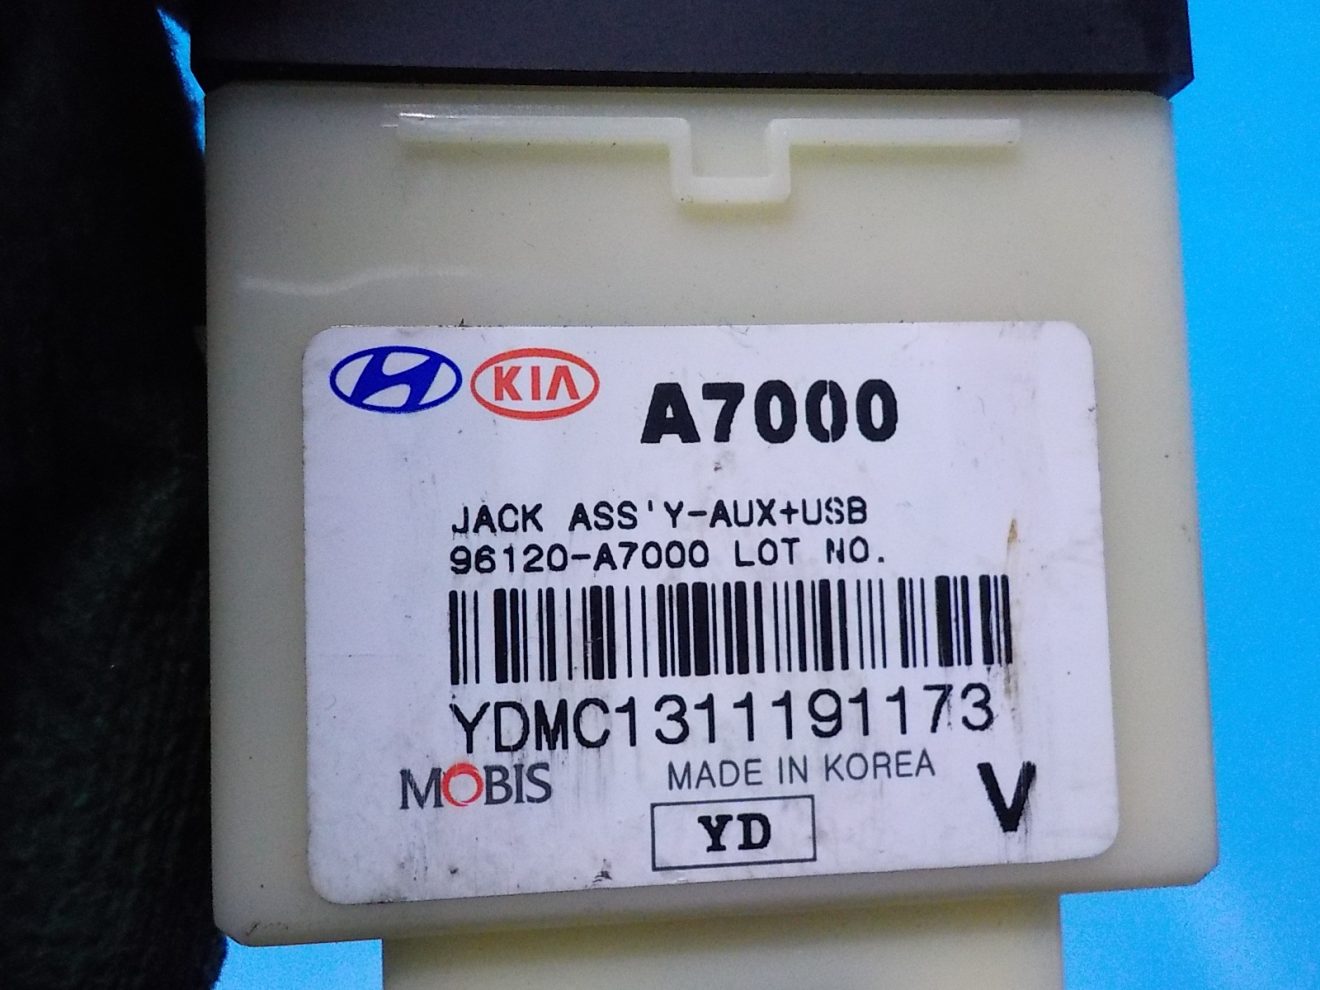 KIA A7000
JACK ASS'Y-AUX+USB
96120-A7000 LOT NO.
YDMC1311191173
MOBIS MADE IN KOREA
YD
V